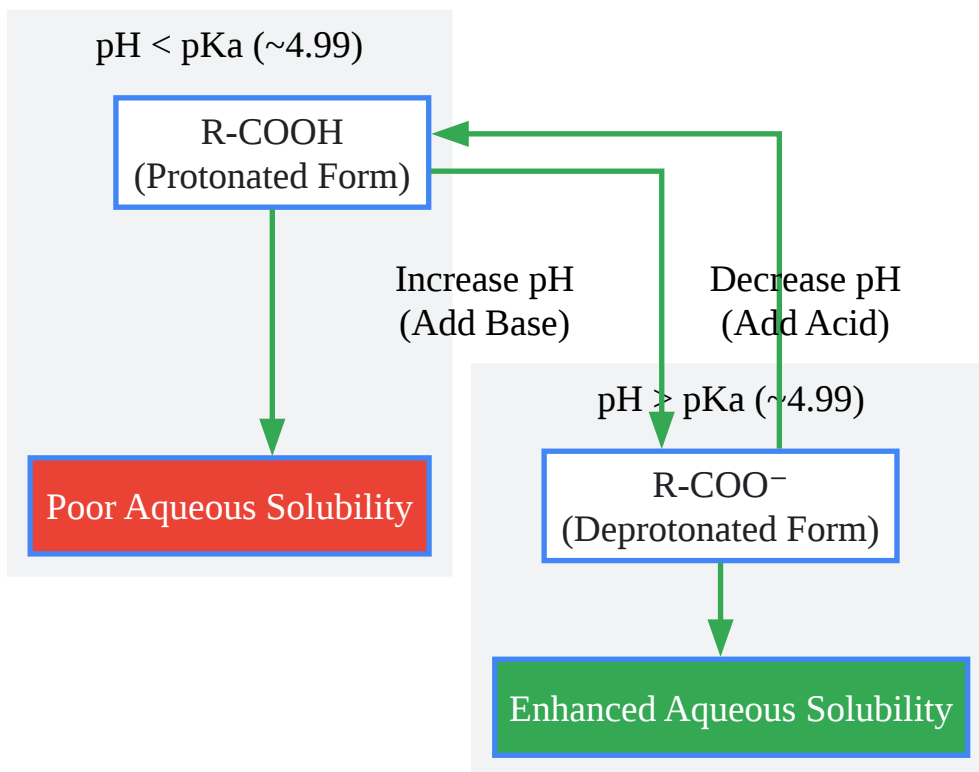 pH < pKa (~4.99)
R-COOH
(Protonated Form)
Increase pH
(Add Base)
Decrease pH
(Add Acid)
pH > pKa (~4.99)
Poor Aqueous Solubility
R-COO⁻
(Deprotonated Form)
Enhanced Aqueous Solubility